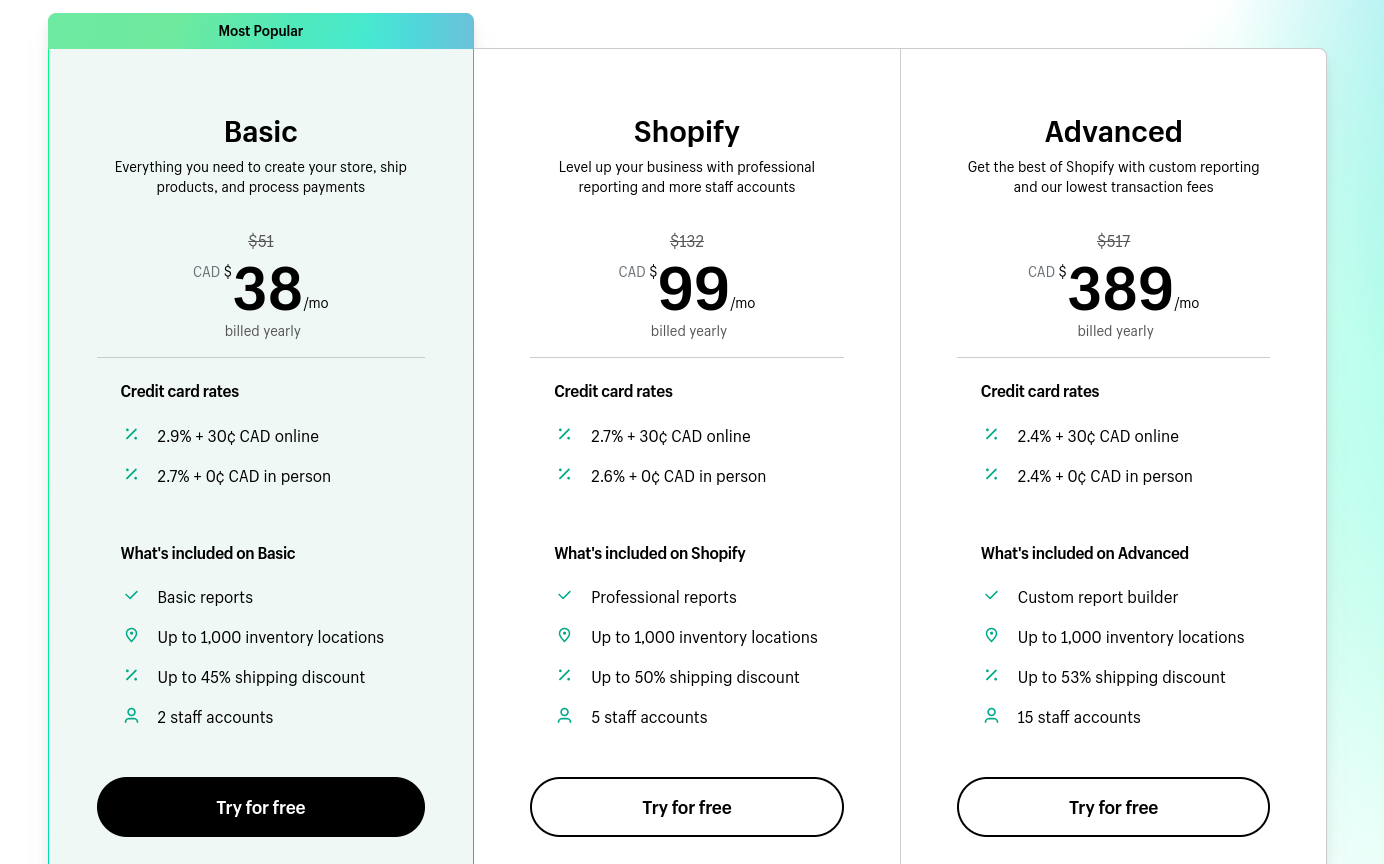 Most Popular
Basic
Everything you need to create your store, ship
products, and process payments
$51
CAD $38/mo
billed yearly
Credit card rates
2.9% + 30¢ CAD online
2.7% + 0¢ CAD in person
What's included on Basic
Basic reports
Up to 1,000 inventory locations
Up to 45% shipping discount
2 staff accounts
Try for free
Shopify
Level up your business with professional
reporting and more staff accounts
$132
CAD $99/mo
billed yearly
Credit card rates
2.7% + 30¢ CAD online
2.6% + 0¢ CAD in person
What's included on Shopify
Professional reports
Up to 1,000 inventory locations
Up to 50% shipping discount
5 staff accounts
Try for free
Advanced
Get the best of Shopify with custom reporting
and our lowest transaction fees
$517
CAD $389/mo
billed yearly
Credit card rates
2.4% + 30¢ CAD online
2.4% + 0¢ CAD in person
What's included on Advanced
Custom report builder
Up to 1,000 inventory locations
Up to 53% shipping discount
15 staff accounts
Try for free